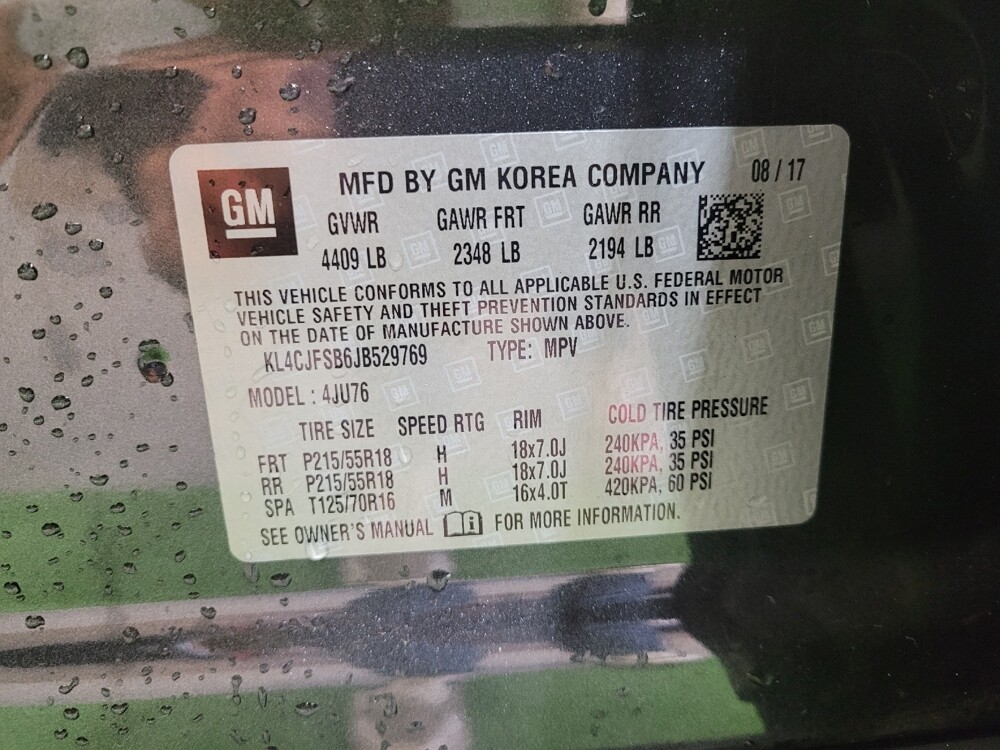 GM
MFD BY GM KOREA COMPANY 08 / 17
GVWR GAWR FRT GAWR RR
4409 LB 2348 LB 2194 LB
THIS VEHICLE CONFORMS TO ALL APPLICABLE U.S. FEDERAL MOTOR
VEHICLE SAFETY AND THEFT PREVENTION STANDARDS IN EFFECT
ON THE DATE OF MANUFACTURE SHOWN ABOVE.
KL4CJFSB6JB529769 TYPE: MPV
MODEL : 4JU76
TIRE SIZE SPEED RTG RIM COLD TIRE PRESSURE
FRT P215/55R18 H 18x7.0J 240KPA, 35 PSI
RR P215/55R18 H 18x7.0J 240KPA, 35 PSI
SPA T125/70R16 M 16x4.0T 420KPA, 60 PSI
SEE OWNER'S MANUAL i FOR MORE INFORMATION.